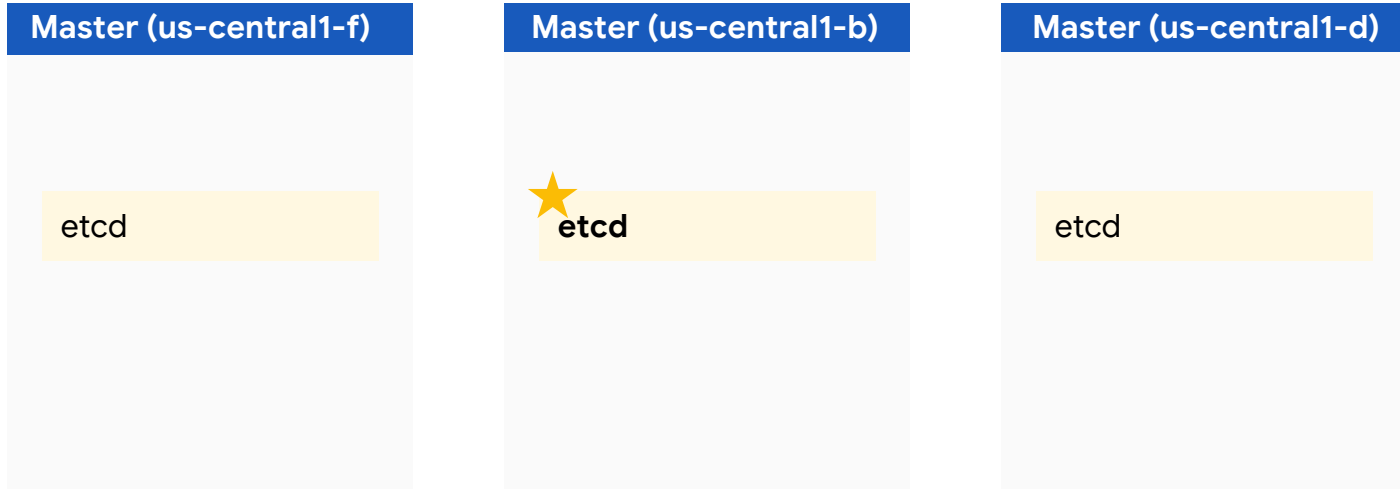 Master (us-central1-f)
Master (us-central1-b)
Master (us-central1-d)
etcd
etcd
etcd